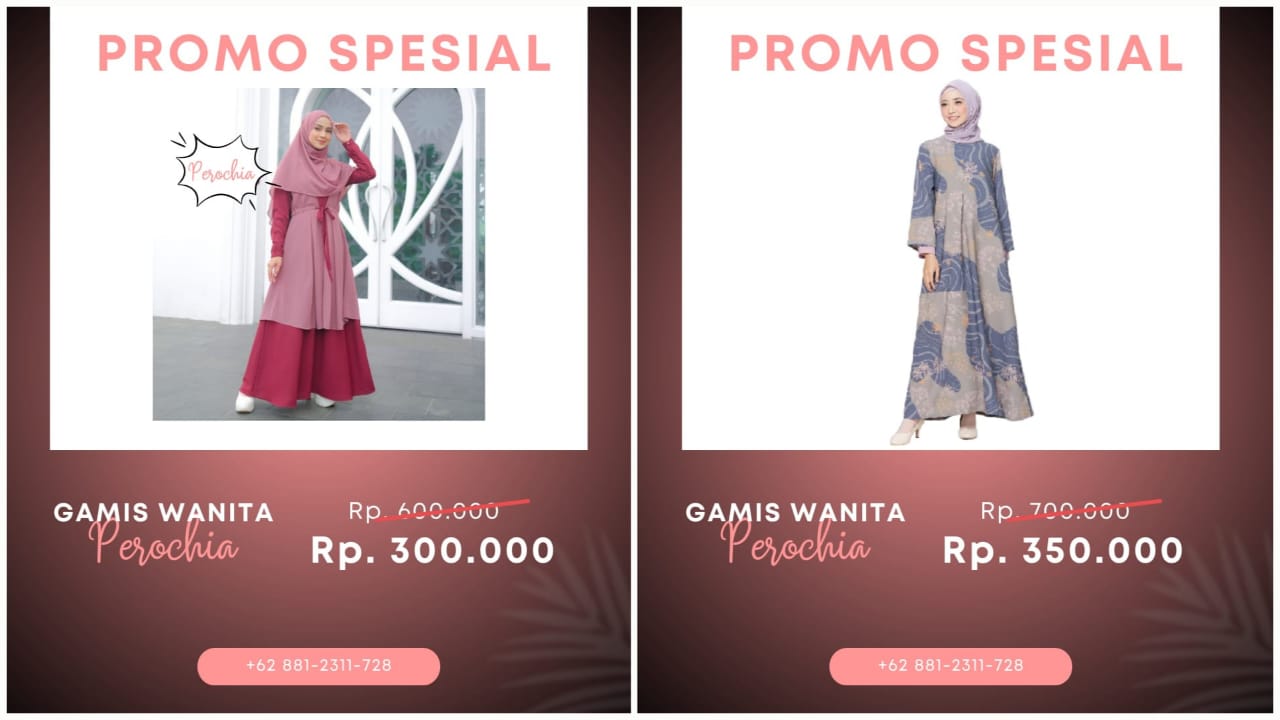 PROMO SPESIAL
Perochia
GAMIS WANITA
Perochia
Rp. 600.000
Rp. 300.000
+62 881-2311-728
PROMO SPESIAL
GAMIS WANITA
Perochia
Rp. 700.000
Rp. 350.000
+62 881-2311-728